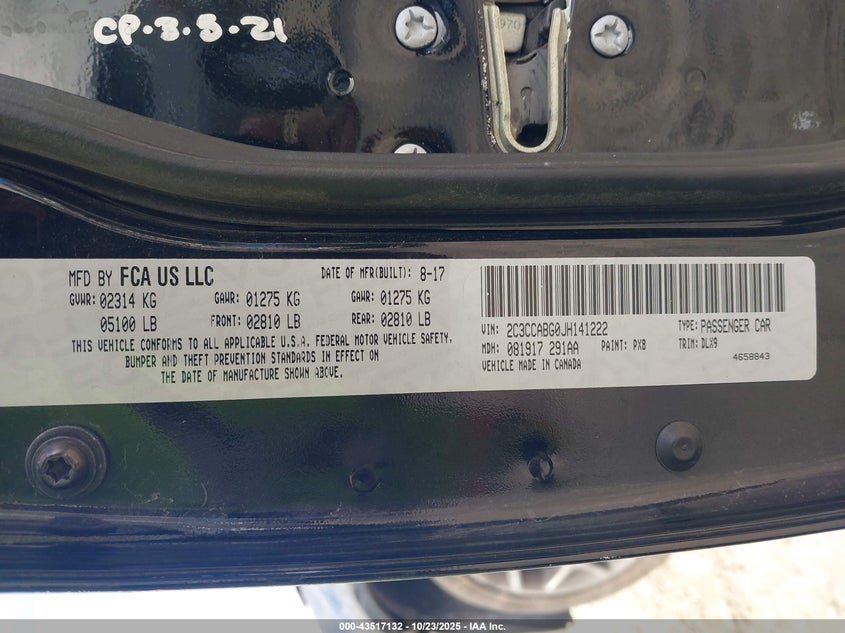 CP.3.8.21
970
MFD BY FCA US LLC DATE OF MFR(BUILT): 8-17
GVWR: 02314 KG GAWR: 01275 KG GAWR: 01275 KG
05100 LB FRONT: 02810 LB REAR: 02810 LB
THIS VEHICLE CONFORMS TO ALL APPLICABLE U.S.A. FEDERAL MOTOR VEHICLE SAFETY,
BUMPER AND THEFT PREVENTION STANDARDS IN EFFECT ON
THE DATE OF MANUFACTURE SHOWN ABOVE.
VIN: 2C3CCABG0JH141222 TYPE: PASSENGER CAR
MDH: 081917 291AA PAINT: PX8 TRIM: DLX9
VEHICLE MADE IN CANADA 4658843
000-43517132 - 10/23/2025 - IAA Inc.